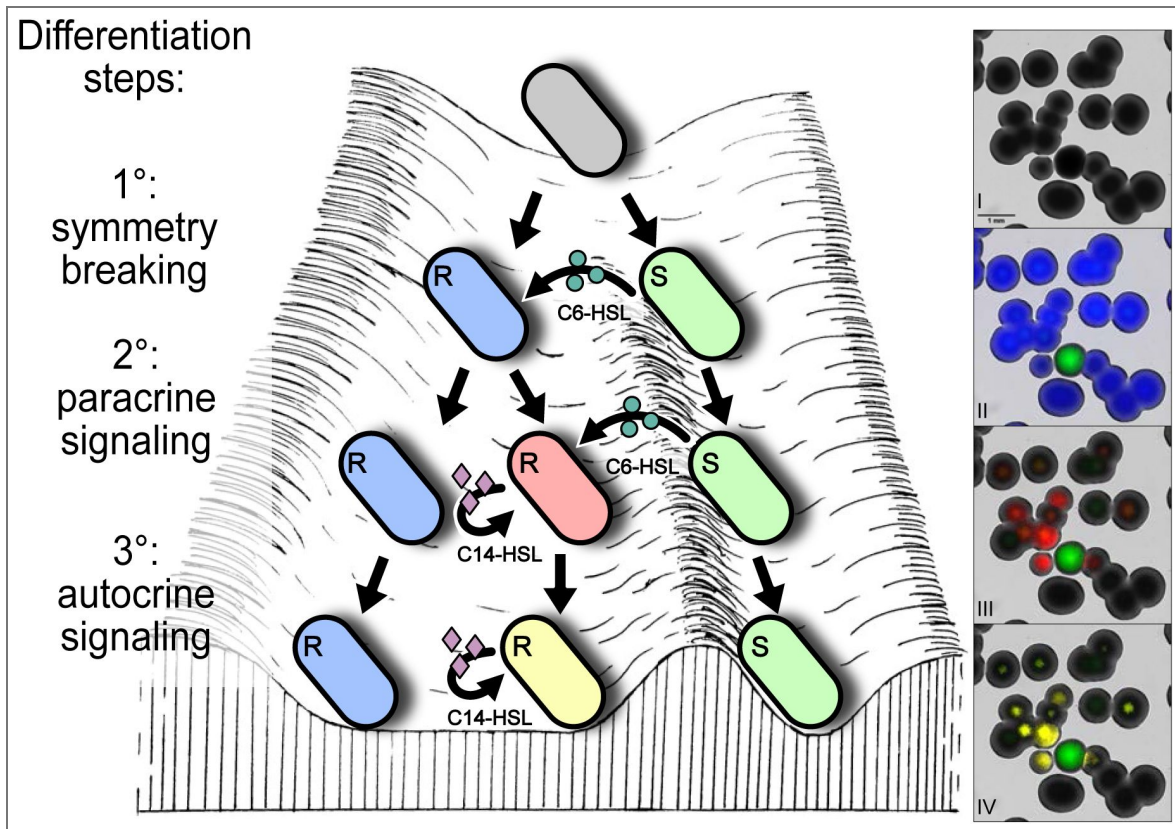 Differentiation
steps:
1°:
symmetry
breaking
2°:
paracrine
signaling
3°:
autocrine
signaling
R
S
C6-HSL
R
R
S
C6-HSL
C14-HSL
R
R
S
C14-HSL
I
1 mm
II
III
IV